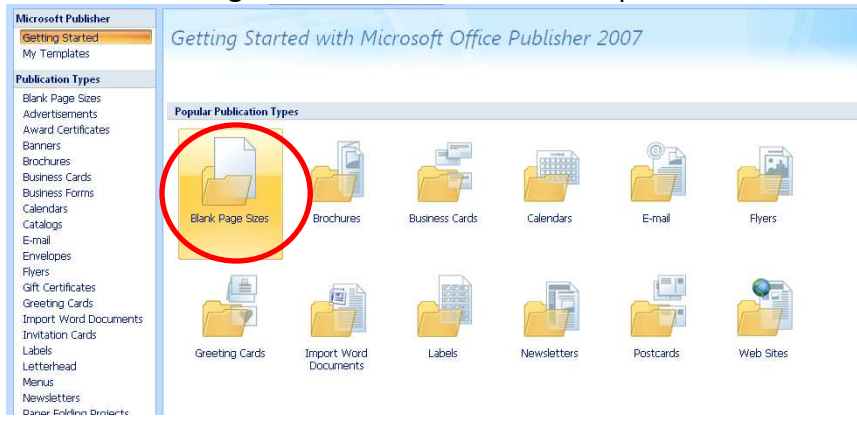 Microsoft Publisher
Getting Started
My Templates
Publication Types
Blank Page Sizes
Advertisements
Award Certificates
Banners
Brochures
Business Cards
Business Forms
Calendars
Catalogs
E-mail
Envelopes
Flyers
Gift Certificates
Greeting Cards
Import Word Documents
Invitation Cards
Labels
Letterhead
Menus
Newsletters
Paper Folding Projects
Getting Started with Microsoft Office Publisher 2007
Popular Publication Types
Blank Page Sizes
Brochures
Business Cards
Calendars
E-mail
Flyers
Greeting Cards
Import Word
Documents
Labels
Newsletters
Postcards
Web Sites